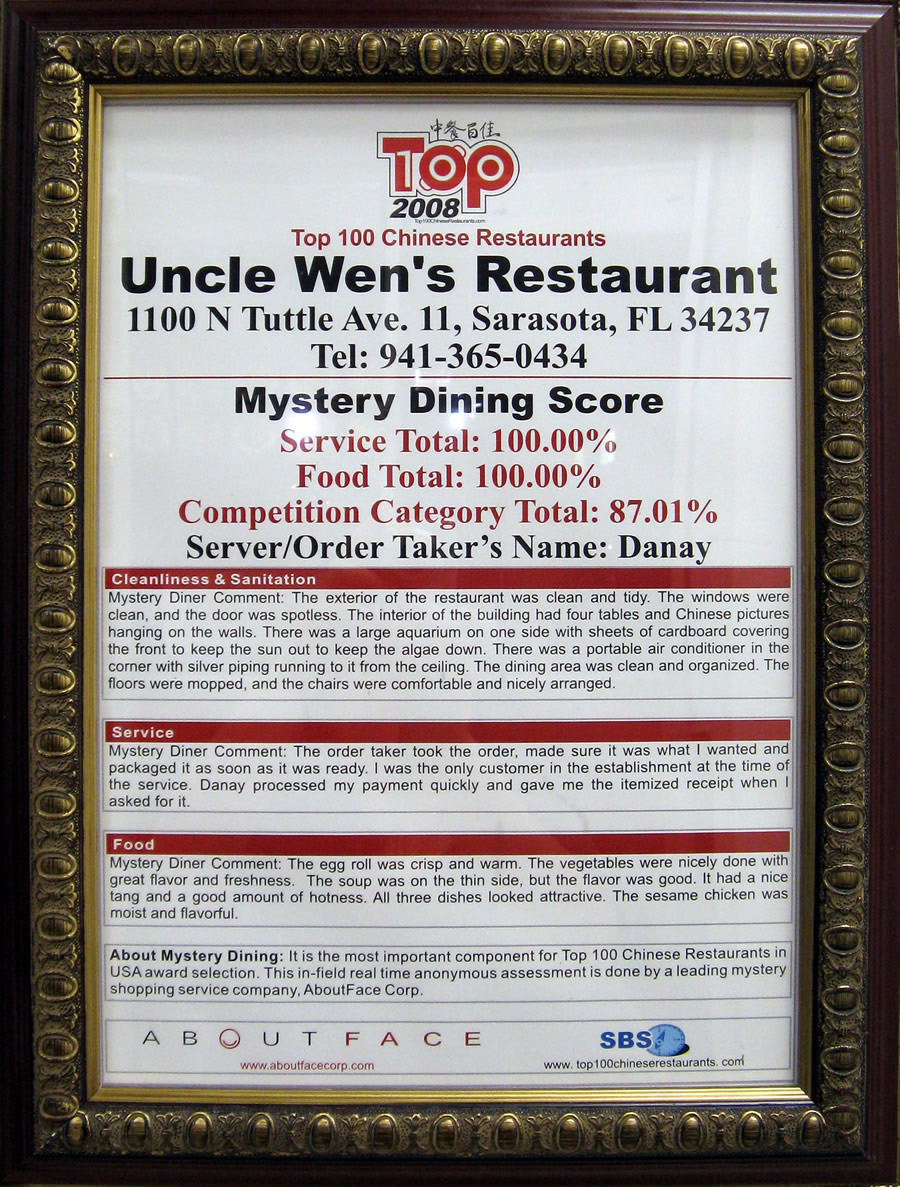 中餐百佳
Top
2008
Top100ChineseRestaurants.com
Top 100 Chinese Restaurants
Uncle Wen's Restaurant
1100 N Tuttle Ave. 11, Sarasota, FL 34237
Tel: 941-365-0434
Mystery Dining Score
Service Total: 100.00%
Food Total: 100.00%
Competition Category Total: 87.01%
Server/Order Taker's Name: Danay
Cleanliness & Sanitation
Mystery Diner Comment: The exterior of the restaurant was clean and tidy. The windows were
clean, and the door was spotless. The interior of the building had four tables and Chinese pictures
hanging on the walls. There was a large aquarium on one side with sheets of cardboard covering
the front to keep the sun out to keep the algae down. There was a portable air conditioner in the
corner with silver piping running to it from the ceiling. The dining area was clean and organized. The
floors were mopped, and the chairs were comfortable and nicely arranged.
Service
Mystery Diner Comment: The order taker took the order, made sure it was what I wanted and
packaged it as soon as it was ready. I was the only customer in the establishment at the time of
the service. Danay processed my payment quickly and gave me the itemized receipt when I
asked for it.
Food
Mystery Diner Comment: The egg roll was crisp and warm. The vegetables were nicely done with
great flavor and freshness. The soup was on the thin side, but the flavor was good. It had a nice
tang and a good amount of hotness. All three dishes looked attractive. The sesame chicken was
moist and flavorful.
About Mystery Dining: It is the most important component for Top 100 Chinese Restaurants in
USA award selection. This in-field real time anonymous assessment is done by a leading mystery
shopping service company, AboutFace Corp.
ABOUTFACE
www.aboutfacecorp.com
SBS
www. top100chineserestaurants. com